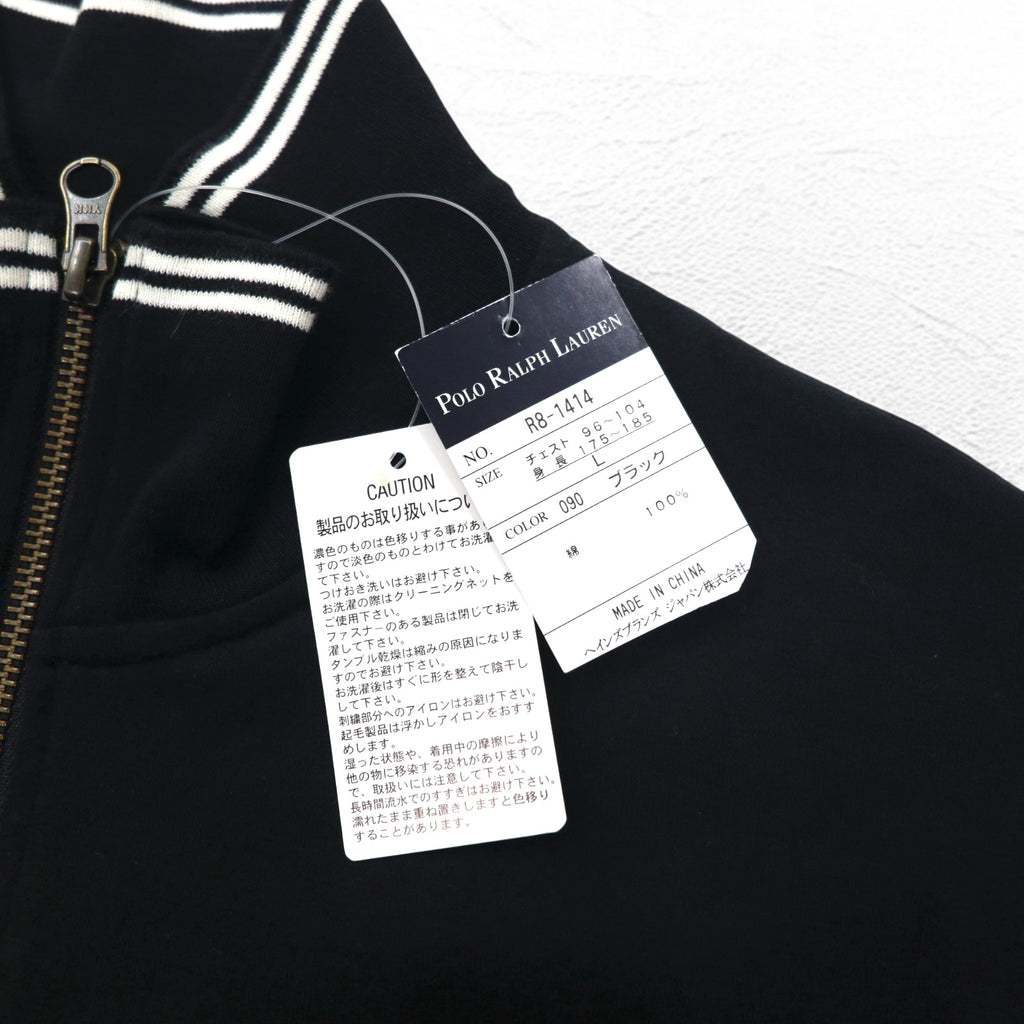 YKK
POLO RALPH LAUREN
NO. R8-1414
SIZE チェスト 96～104
身長 175～185
L
COLOR 090 ブラック
綿 100%
MADE IN CHINA
ヘインズブランズ ジャパン株式会社
CAUTION
製品のお取り扱いについ
濃色のものは色移りする事があ
すので淡色のものとわけてお洗濯
て下さい。
つけおき洗いはお避け下さい。
お洗濯の際はクリーニングネットを
ご使用下さい。
ファスナーのある製品は閉じてお洗
濯して下さい。
タンブル乾燥は縮みの原因になりま
すのでお避け下さい。
お洗濯後はすぐに形を整えて陰干し
して下さい。
刺繍部分へのアイロンはお避け下さい。
起毛製品は浮かしアイロンをおすす
めします。
湿った状態や、着用中の摩擦により
他の物に移染する恐れがありますの
で、取扱いには注意して下さい。
長時間流水でのすすぎはお避け下さい。
濡れたまま重ね置きしますと色移り
することがあります。